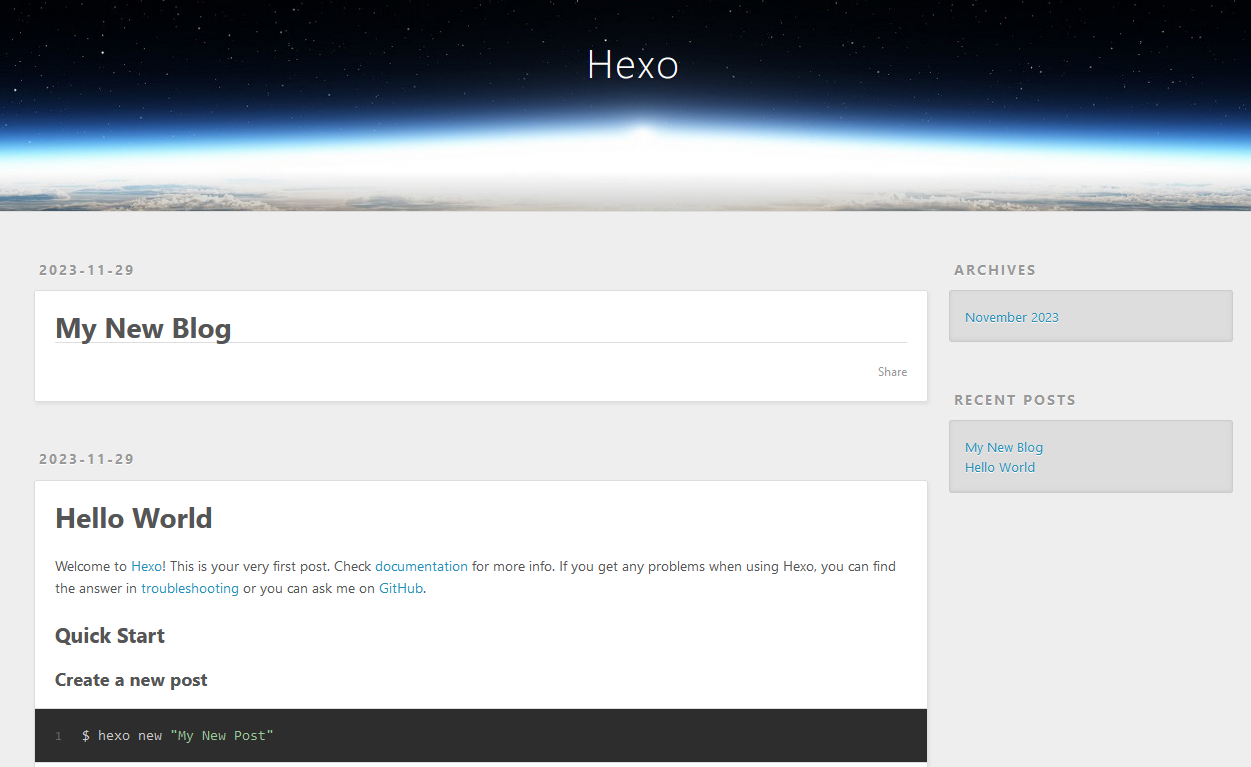 Hexo
2023-11-29
My New Blog
Share
2023-11-29
Hello World
Welcome to Hexo! This is your very first post. Check documentation for more info. If you get any problems when using Hexo, you can find
the answer in troubleshooting or you can ask me on GitHub.
Quick Start
Create a new post
1 $ hexo new "My New Post"
ARCHIVES
November 2023
RECENT POSTS
My New Blog
Hello World